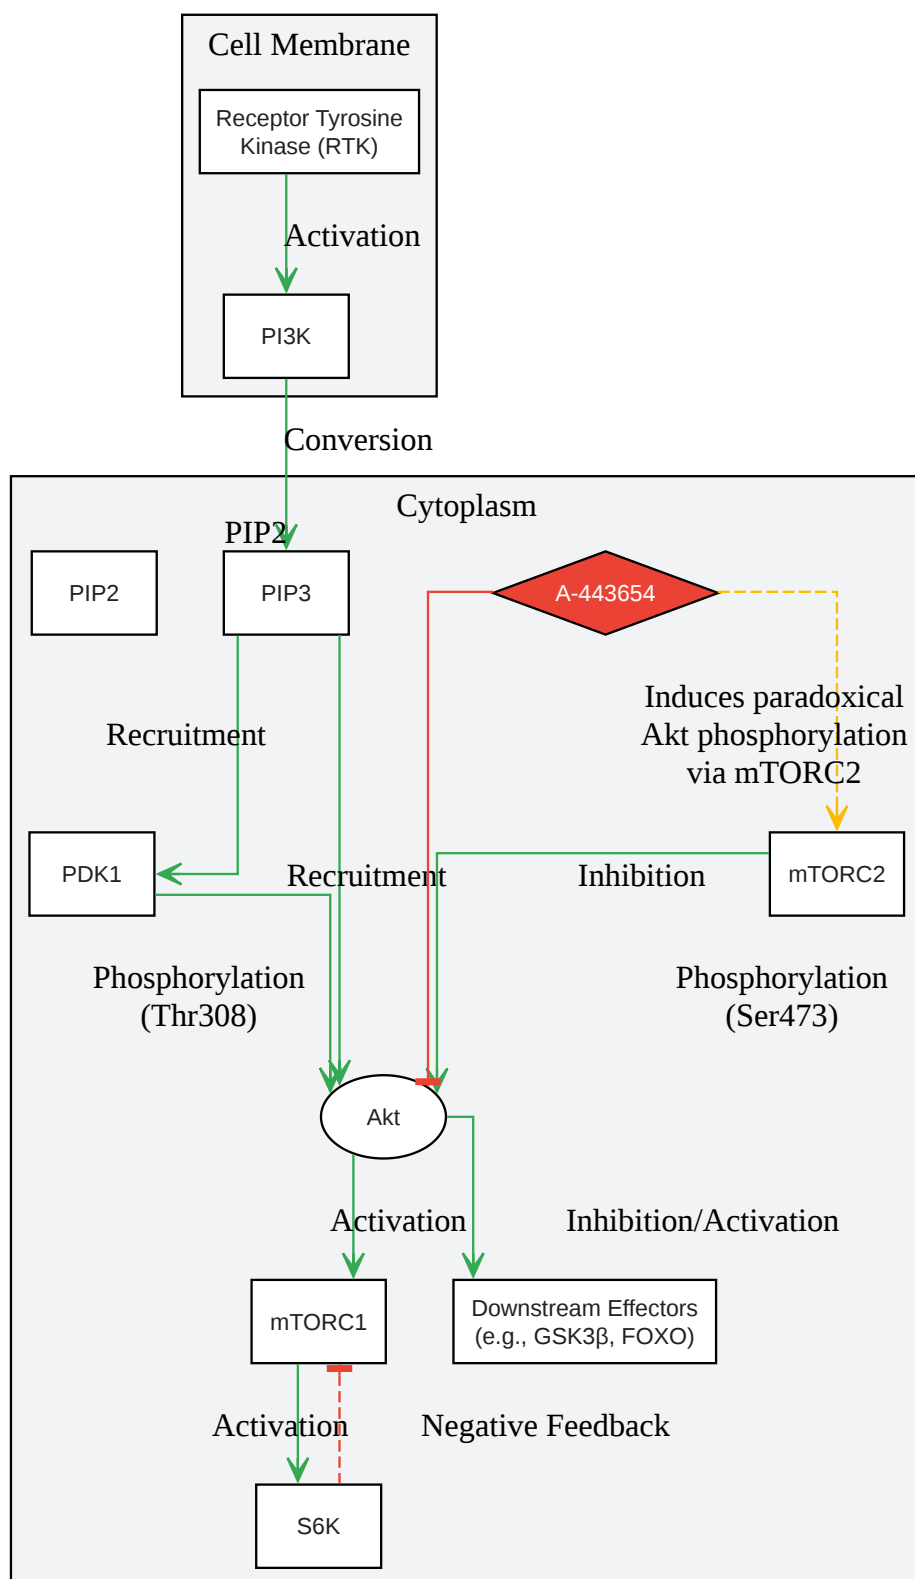 Cell Membrane
Receptor Tyrosine
Kinase (RTK)
Activation
PI3K
Conversion
Cytoplasm
PIP2
PIP2
PIP3
A-443654
Recruitment
Induces paradoxical
Akt phosphorylation
via mTORC2
PDK1
Recruitment
Inhibition
mTORC2
Phosphorylation
(Thr308)
Phosphorylation
(Ser473)
Akt
Activation
Inhibition/Activation
mTORC1
Downstream Effectors
(e.g., GSK3β, FOXO)
Activation
Negative Feedback
S6K